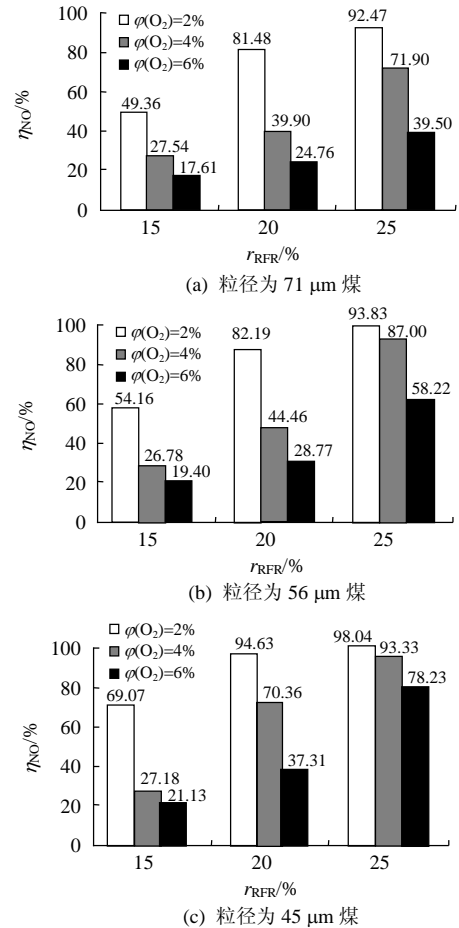 100
80
60
40
20
0
ηNO/%
φ(O₂)=2%
φ(O₂)=4%
φ(O₂)=6%
49.36
27.54
17.61
81.48
39.90
24.76
92.47
71.90
39.50
15 20 25
rRFR/%
(a) 粒径为 71 μm 煤
100
80
60
40
20
0
ηNO/%
φ(O₂)=2%
φ(O₂)=4%
φ(O₂)=6%
54.16
26.78
19.40
82.19
44.46
28.77
93.83
87.00
58.22
15 20 25
rRFR/%
(b) 粒径为 56 μm 煤
100
80
60
40
20
0
ηNO/%
φ(O₂)=2%
φ(O₂)=4%
φ(O₂)=6%
69.07
27.18
21.13
94.63
70.36
37.31
98.04
93.33
78.23
15 20 25
rRFR/%
(c) 粒径为 45 μm 煤